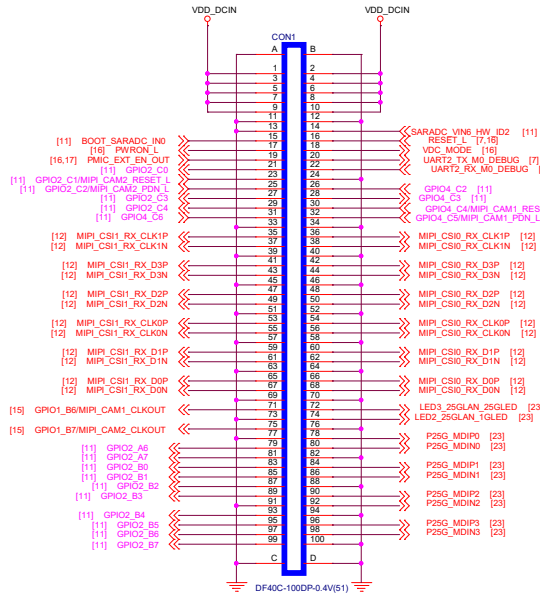 VDD_DCIN VDD_DCIN
CON1
A B
1 2
3 4
5 6
7 8
9 10
11 12
13 14 SARADC_VIN6_HW_ID2 [11]
[11] BOOT_SARADC_IN0 15 16 RESET_L [7,16]
[16] PWRON_L 17 18 VDC_MODE [16]
[16,17] PMIC_EXT_EN_OUT 19 20 UART2_TX_M0_DEBUG [7]
[11] GPIO2_C0 21 22 UART2_RX_M0_DEBUG [
[11] GPIO2_C1/MIPI_CAM2_RESET_L 23 24
[11] GPIO2_C2/MIPI_CAM2_PDN_L 25 26 GPIO4_C2 [11]
[11] GPIO2_C3 27 28 GPIO4_C3 [11]
[11] GPIO2_C4 29 30 GPIO4_C4/MIPI_CAM1_RES
[11] GPIO4_C6 31 32 GPIO4_C5/MIPI_CAM1_PDN_L
33 34
[12] MIPI_CSI1_RX_CLK1P 35 36 MIPI_CSI0_RX_CLK1P [12]
[12] MIPI_CSI1_RX_CLK1N 37 38 MIPI_CSI0_RX_CLK1N [12]
39 40
[12] MIPI_CSI1_RX_D3P 41 42 MIPI_CSI0_RX_D3P [12]
[12] MIPI_CSI1_RX_D3N 43 44 MIPI_CSI0_RX_D3N [12]
45 46
[12] MIPI_CSI1_RX_D2P 47 48 MIPI_CSI0_RX_D2P [12]
[12] MIPI_CSI1_RX_D2N 49 50 MIPI_CSI0_RX_D2N [12]
51 52
[12] MIPI_CSI1_RX_CLK0P 53 54 MIPI_CSI0_RX_CLK0P [12]
[12] MIPI_CSI1_RX_CLK0N 55 56 MIPI_CSI0_RX_CLK0N [12]
57 58
[12] MIPI_CSI1_RX_D1P 59 60 MIPI_CSI0_RX_D1P [12]
[12] MIPI_CSI1_RX_D1N 61 62 MIPI_CSI0_RX_D1N [12]
63 64
[12] MIPI_CSI1_RX_D0P 65 66 MIPI_CSI0_RX_D0P [12]
[12] MIPI_CSI1_RX_D0N 67 68 MIPI_CSI0_RX_D0N [12]
69 70
[15] GPIO1_B6/MIPI_CAM1_CLKOUT 71 72 LED3_25GLAN_25GLED [23
73 74 LED2_25GLAN_1GLED [23]
[15] GPIO1_B7/MIPI_CAM2_CLKOUT 75 76
77 78 P25G_MDIP0 [23]
[11] GPIO2_A6 79 80 P25G_MDIN0 [23]
[11] GPIO2_A7 81 82
[11] GPIO2_B0 83 84 P25G_MDIP1 [23]
[11] GPIO2_B1 85 86 P25G_MDIN1 [23]
[11] GPIO2_B2 87 88
[11] GPIO2_B3 89 90 P25G_MDIP2 [23]
91 92 P25G_MDIN2 [23]
[11] GPIO2_B4 93 94
[11] GPIO2_B5 95 96 P25G_MDIP3 [23]
[11] GPIO2_B6 97 98 P25G_MDIN3 [23]
[11] GPIO2_B7 99 100
C D
DF40C-100DP-0.4V(51)